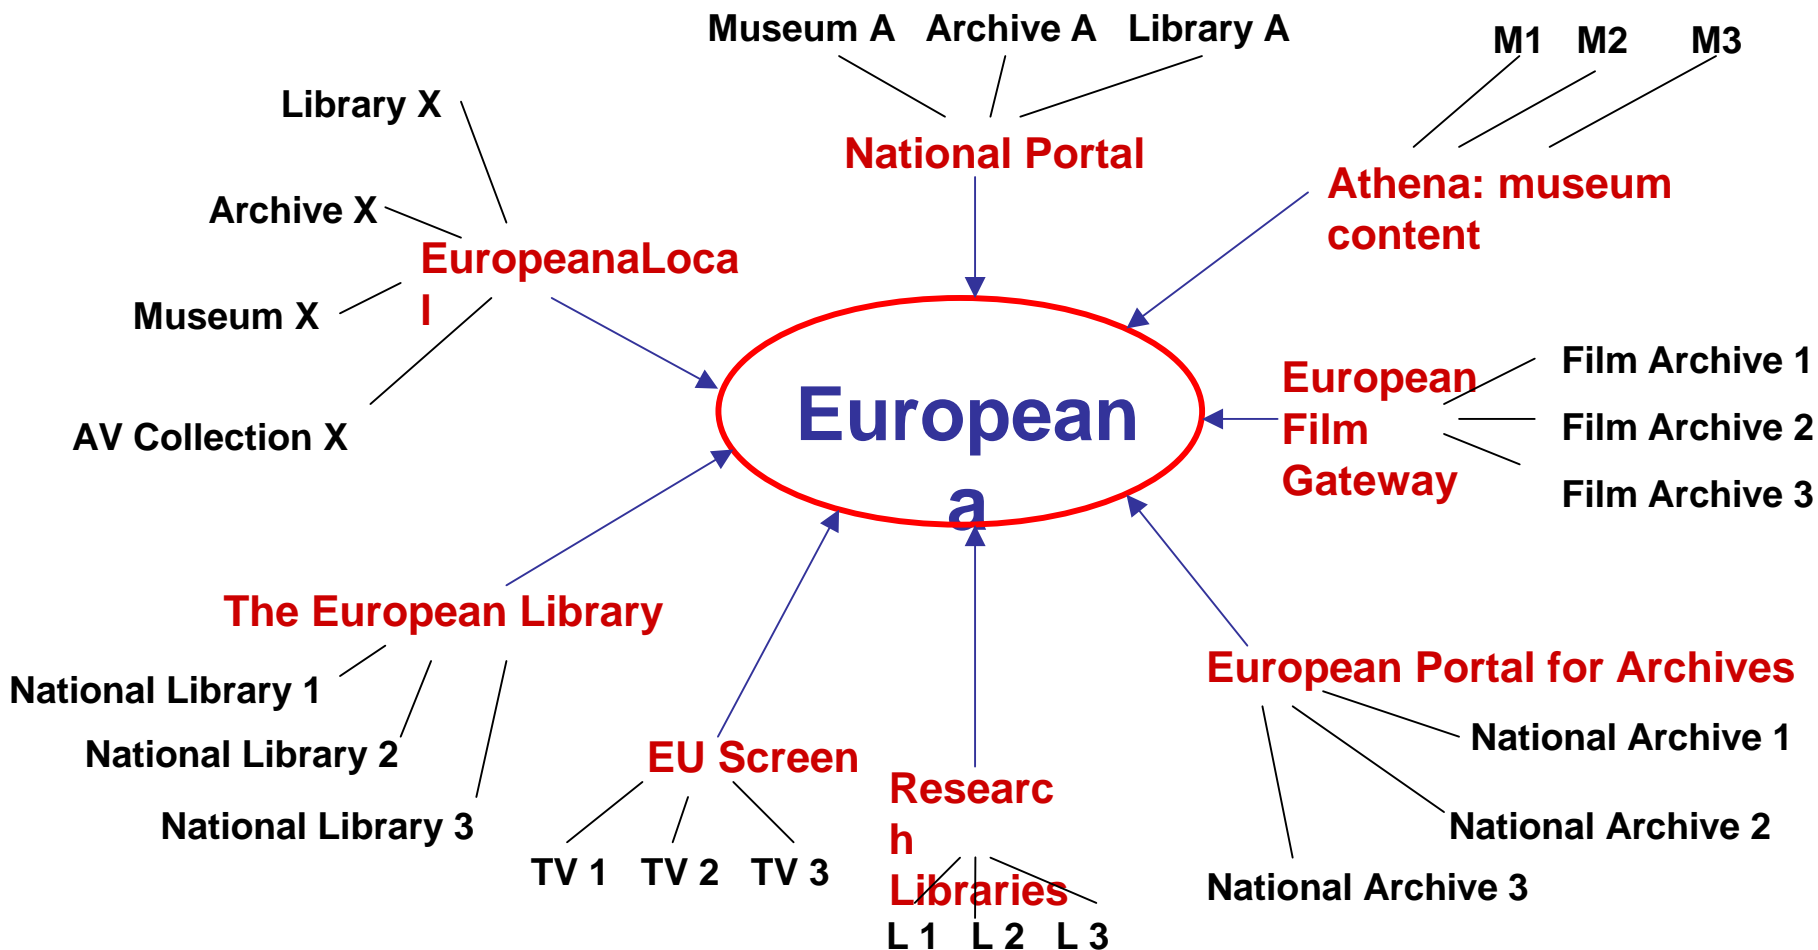 Museum A Archive A Library A
M1 M2 M3
Library X
National Portal
Athena: museum
content
Archive X
EuropeanaLoca
l
Museum X
AV Collection X
European
a
European
Film
Gateway
Film Archive 1
Film Archive 2
Film Archive 3
The European Library
National Library 1
National Library 2
National Library 3
EU Screen
TV 1 TV 2 TV 3
Researc
h
Libraries
L 1 L 2 L 3
European Portal for Archives
National Archive 1
National Archive 2
National Archive 3